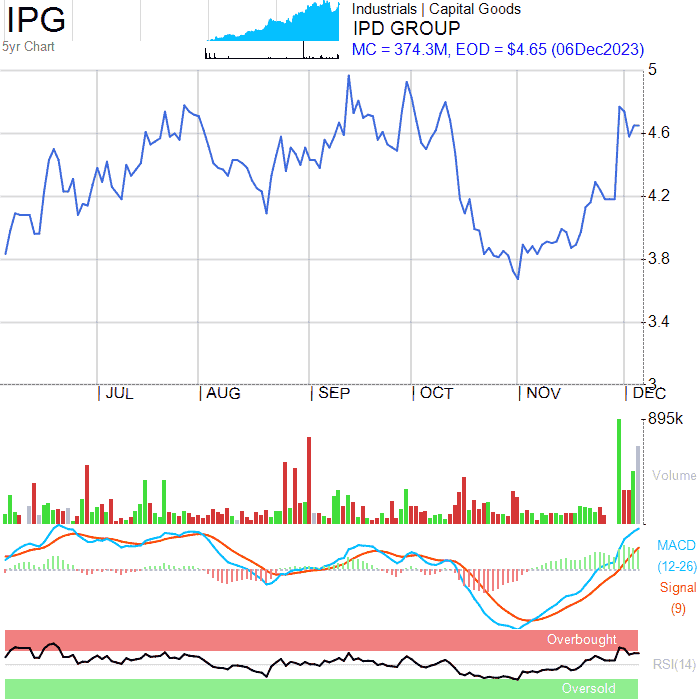 IPG
5yr Chart
Industrials | Capital Goods
IPD GROUP
MC = 374.3M, EOD = $4.65 (06Dec2023)
5
4.6
4.2
3.8
3.4
3
JUL
AUG
SEP
OCT
NOV
DEC
895k
Volume
MACD
(12-26)
Signal
(9)
Overbought
RSI(14)
Oversold